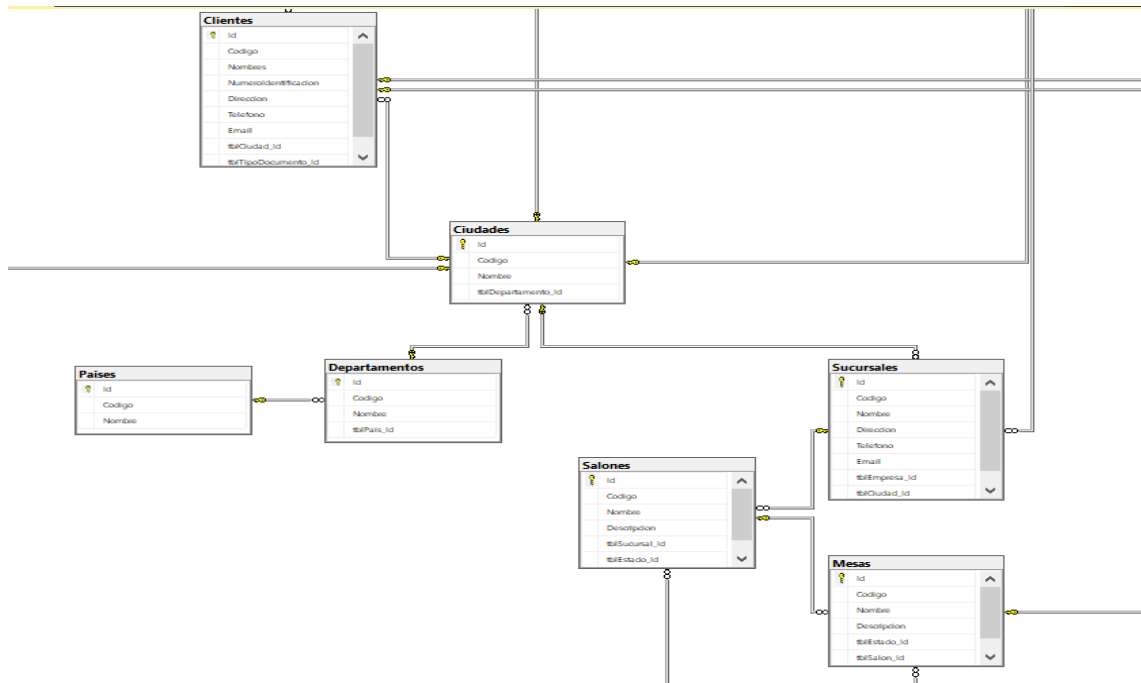 Clientes
Id
Codigo
Nombres
NumeroIdentificacion
Direccion
Telefono
Email
tblCiudad_Id
tblTipoDocumento_Id
Ciudades
Id
Codigo
Nombre
tblDepartamento_Id
Paises
Id
Codigo
Nombre
Departamentos
Id
Codigo
Nombre
tblPais_Id
Sucursales
Id
Codigo
Nombre
Direccion
Telefono
Email
tblEmpresa_Id
tblCiudad_Id
Salones
Id
Codigo
Nombre
Descripcion
tblSucursal_Id
tblEstado_Id
Mesas
Id
Codigo
Nombre
Descripcion
tblEstado_Id
tblSalon_Id